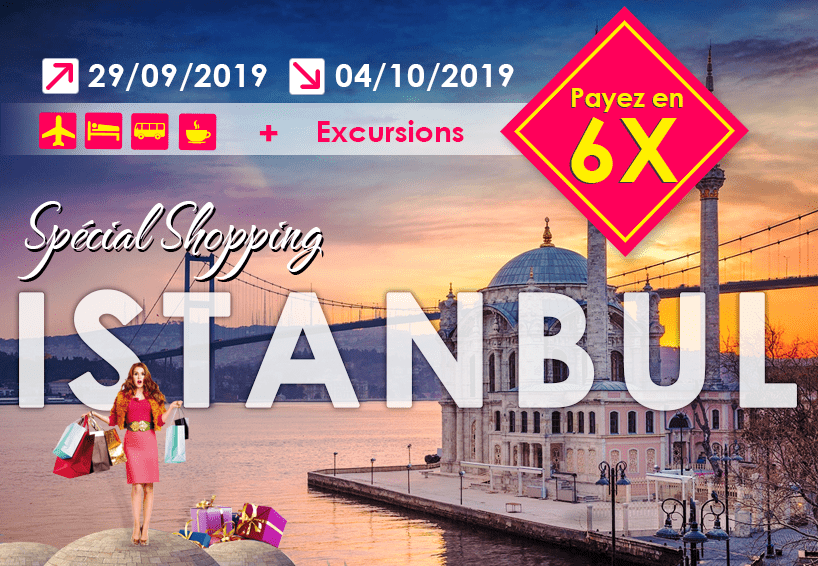 29/09/2019 04/10/2019
+ Excursions
Payez en
6X
Spécial Shopping
ISTANBUL